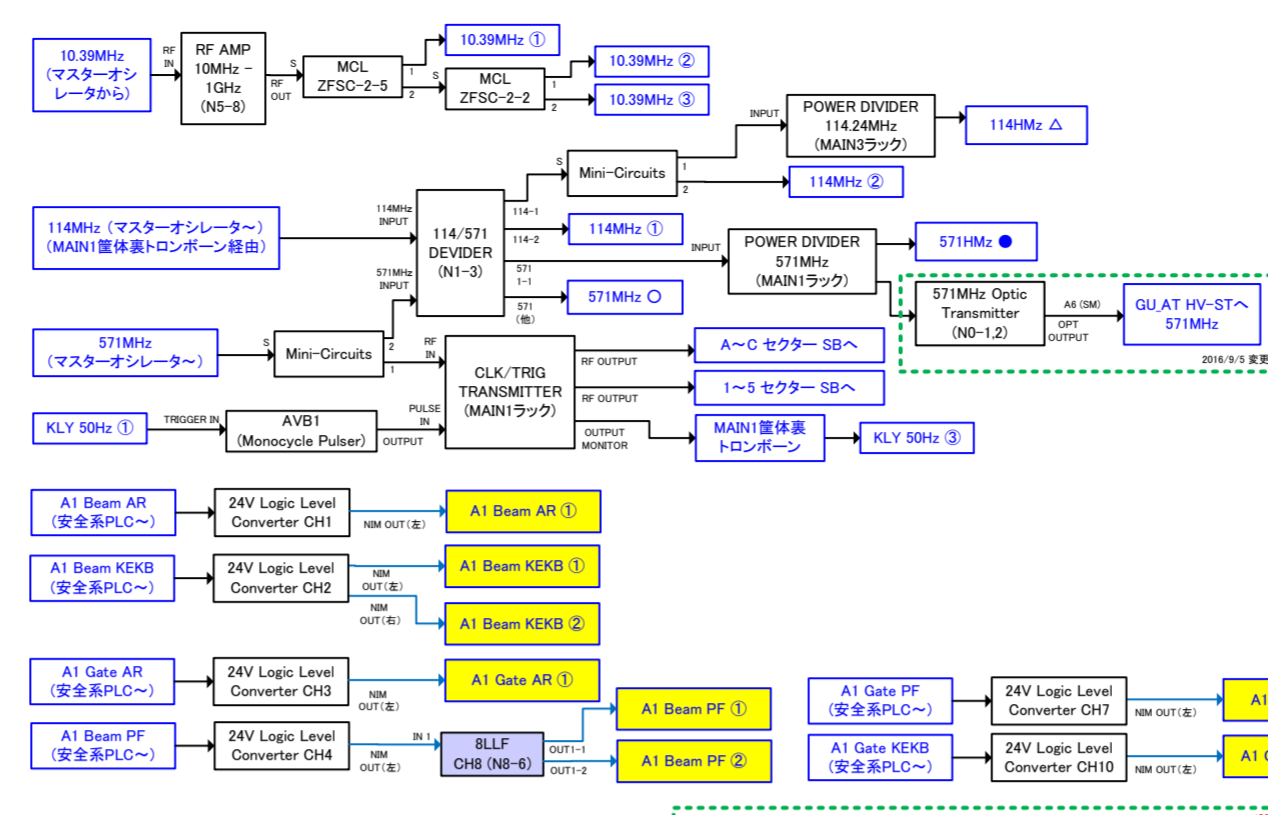 10.39MHz
(マスターオシ
レータから)
RF
IN
RF AMP
10MHz -
1GHz
(N5-8)
RF
OUT
S
MCL
ZFSC-2-5
1
2
10.39MHz ①
S
MCL
ZFSC-2-2
1
2
10.39MHz ②
10.39MHz ③
114MHz (マスターオシレータ~)
(MAIN1筐体裏トロンボーン経由)
114MHz
INPUT
571MHz
INPUT
114/571
DEVIDER
(N1-3)
114-1
114-2
571
1-1
571
(他)
S
Mini-Circuits
1
2
INPUT
POWER DIVIDER
114.24MHz
(MAIN3ラック)
114HMz △
114MHz ②
114MHz ①
571MHz ○
INPUT
POWER DIVIDER
571MHz
(MAIN1ラック)
571HMz ●
571MHz Optic
Transmitter
(N0-1,2)
A6 (SM)
OPT
OUTPUT
GU_AT HV-STへ
571MHz
2016/9/5 変更
571MHz
(マスターオシレータ~)
S
Mini-Circuits
2
1
RF
IN
CLK/TRIG
TRANSMITTER
(MAIN1ラック)
RF OUTPUT
A~C セクター SBへ
RF OUTPUT
1~5 セクター SBへ
OUTPUT
MONITOR
MAIN1筐体裏
トロンボーン
KLY 50Hz ③
KLY 50Hz ①
TRIGGER IN
AVB1
(Monocycle Pulser)
OUTPUT
PULSE
IN
A1 Beam AR
(安全系PLC~)
24V Logic Level
Converter CH1
NIM OUT(左)
A1 Beam AR ①
A1 Beam KEKB
(安全系PLC~)
24V Logic Level
Converter CH2
NIM
OUT(左)
NIM
OUT(右)
A1 Beam KEKB ①
A1 Beam KEKB ②
A1 Gate AR
(安全系PLC~)
24V Logic Level
Converter CH3
NIM
OUT(左)
A1 Gate AR ①
A1 Beam PF
(安全系PLC~)
24V Logic Level
Converter CH4
NIM
OUT(左)
IN 1
8LLF
CH8 (N8-6)
OUT1-1
OUT1-2
A1 Beam PF ①
A1 Beam PF ②
A1 Gate PF
(安全系PLC~)
24V Logic Level
Converter CH7
NIM OUT(左)
A1
A1 Gate KEKB
(安全系PLC~)
24V Logic Level
Converter CH10
NIM OUT(左)
A1